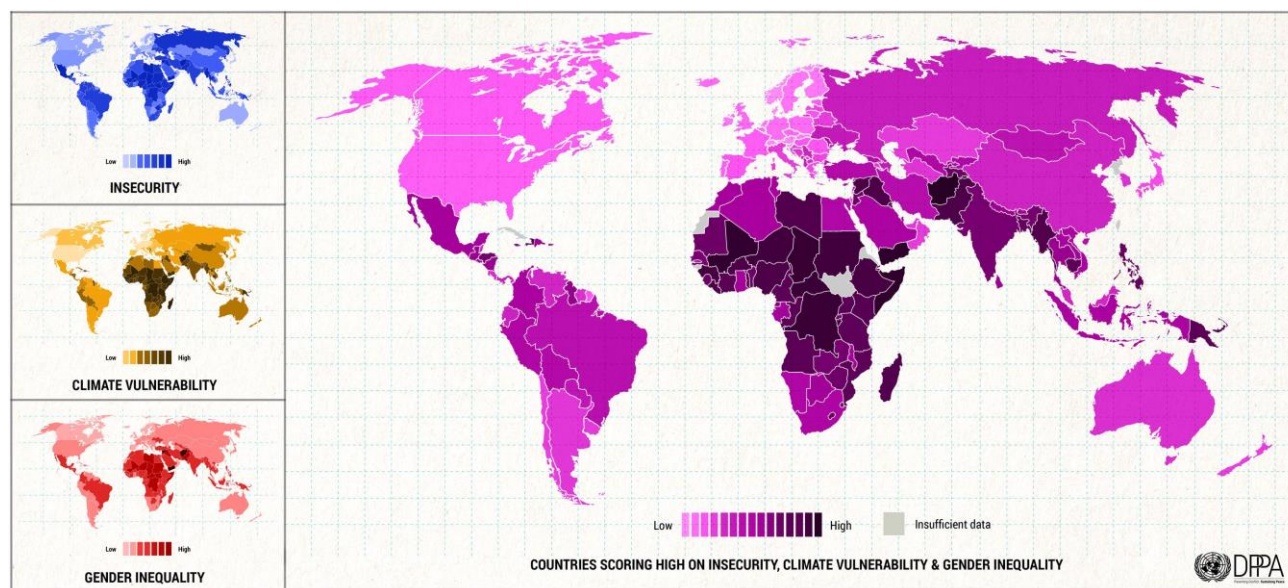 Low High
INSECURITY
Low High
CLIMATE VULNERABILITY
Low High
GENDER INEQUALITY
Low High Insufficient data
COUNTRIES SCORING HIGH ON INSECURITY, CLIMATE VULNERABILITY & GENDER INEQUALITY
DPPA